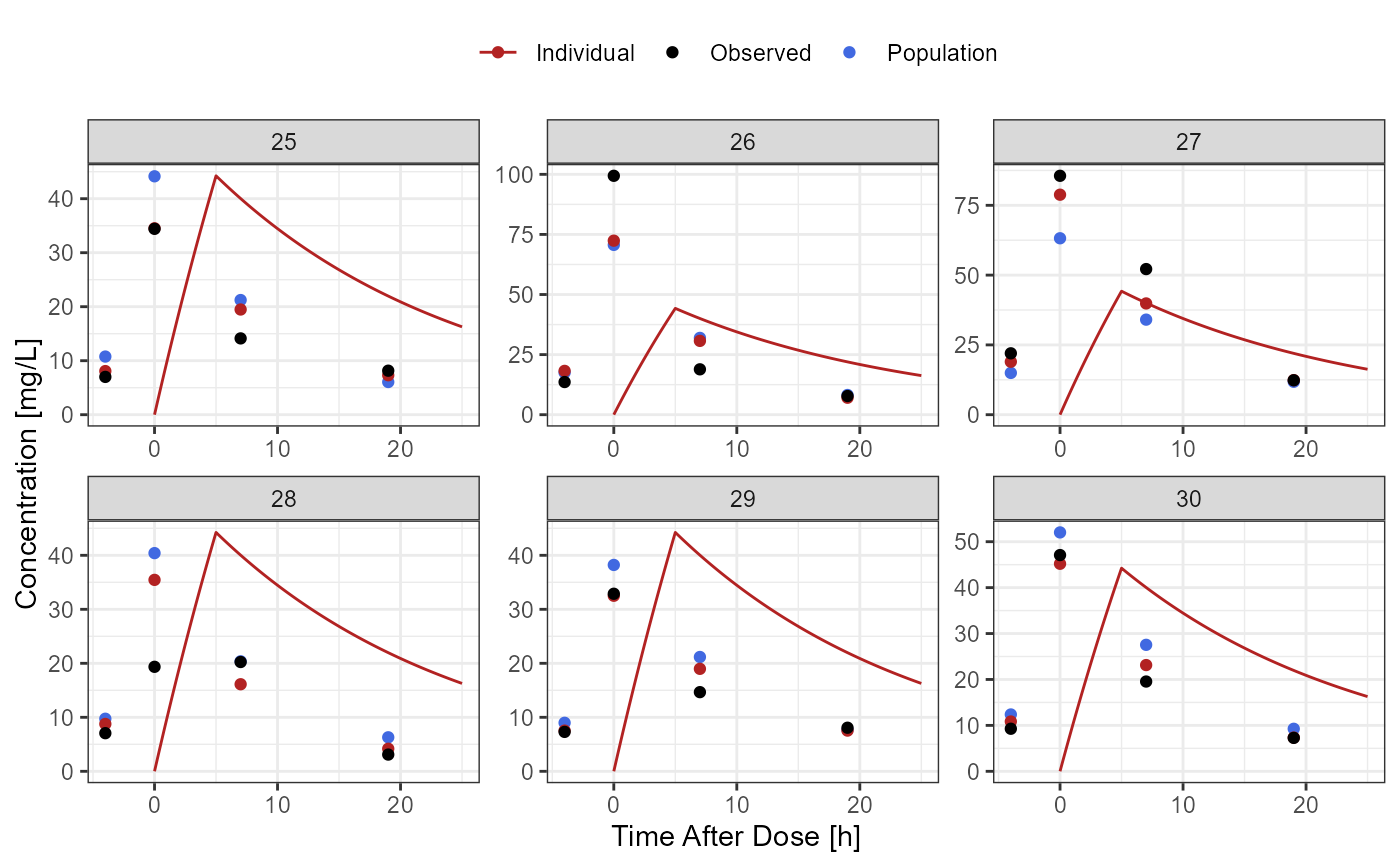 Individual Observed Population
25 26 27
40 100 75
30 75 50
20 50 25
10 25 0
0 0
0 10 20 0 10 20 0 10 20
Concentration [mg/L]
28 29 30
40 40 50
30 30 40
20 20 30
10 10 20
0 0 10
0
0 10 20 0 10 20 0 10 20
Time After Dose [h]